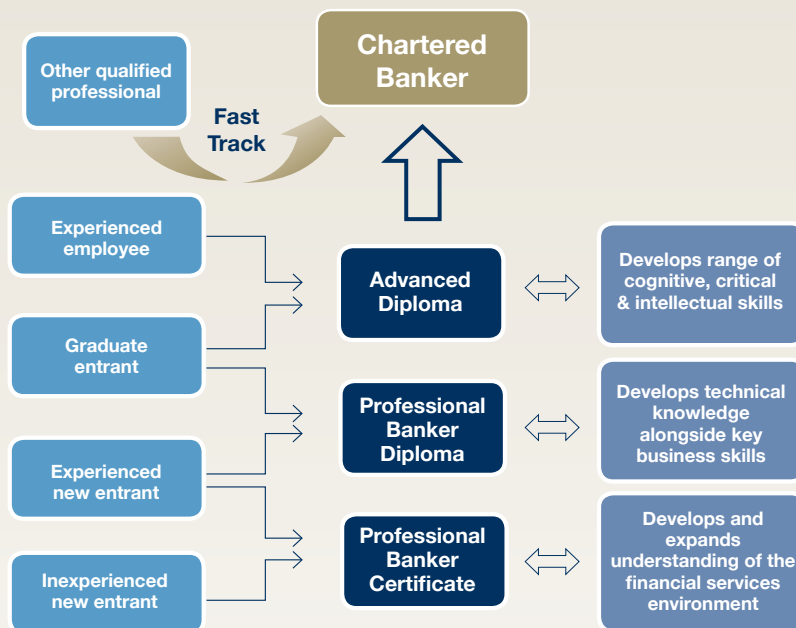 Other qualified
professional
Fast
Track
Chartered
Banker
Experienced
employee
Advanced
Diploma
Develops range of
cognitive, critical
& intellectual skills
Graduate
entrant
Professional
Banker
Diploma
Develops technical
knowledge
alongside key
business skills
Experienced
new entrant
Professional
Banker
Certificate
Develops and
expands
understanding of the
financial services
environment
Inexperienced
new entrant